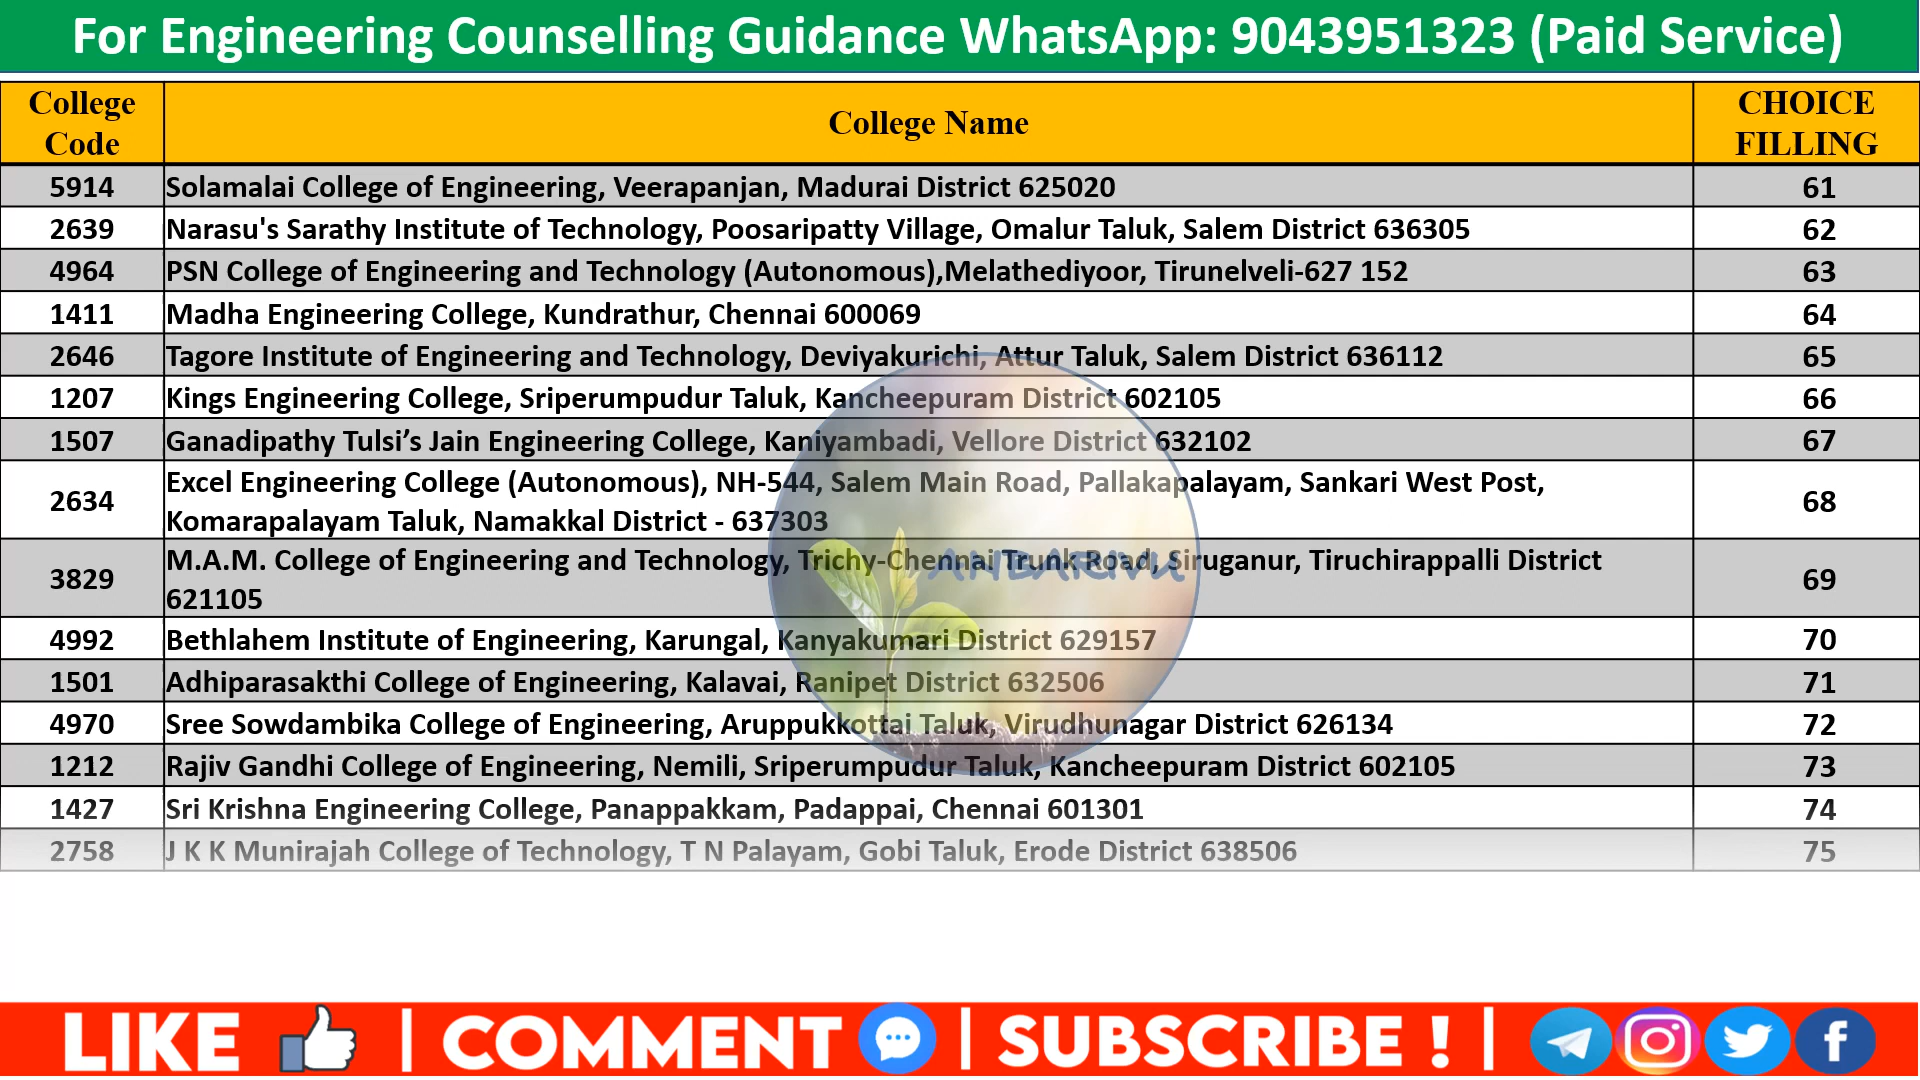 For Engineering Counselling Guidance WhatsApp: 9043951323 (Paid Service)
College Code | College Name | CHOICE FILLING
5914 Solamalai College of Engineering, Veerapanjan, Madurai District 625020 61
2639 Narasu's Sarathy Institute of Technology, Poosaripatty Village, Omalur Taluk, Salem District 636305 62
4964 PSN College of Engineering and Technology (Autonomous),Melathediyoor, Tirunelveli-627 152 63
1411 Madha Engineering College, Kundrathur, Chennai 600069 64
2646 Tagore Institute of Engineering and Technology, Deviyakurichi, Attur Taluk, Salem District 636112 65
1207 Kings Engineering College, Sriperumpudur Taluk, Kancheepuram District 602105 66
1507 Ganadipathy Tulsi’s Jain Engineering College, Kaniyambadi, Vellore District 632102 67
2634 Excel Engineering College (Autonomous), NH-544, Salem Main Road, Pallakapalayam, Sankari West Post,
Komarapalayam Taluk, Namakkal District - 637303 68
3829 M.A.M. College of Engineering and Technology, Trichy-Chennai Trunk Road, Siruganur, Tiruchirappalli District
621105 69
ANBARIVU
4992 Bethlahem Institute of Engineering, Karungal, Kanyakumari District 629157 70
1501 Adhiparasakthi College of Engineering, Kalavai, Ranipet District 632506 71
4970 Sree Sowdambika College of Engineering, Aruppukkottai Taluk, Virudhunagar District 626134 72
1212 Rajiv Gandhi College of Engineering, Nemili, Sriperumpudur Taluk, Kancheepuram District 602105 73
1427 Sri Krishna Engineering College, Panappakkam, Padappai, Chennai 601301 74
2758 J K K Munirajah College of Technology, T N Palayam, Gobi Taluk, Erode District 638506 75
LIKE | COMMENT | SUBSCRIBE ! |